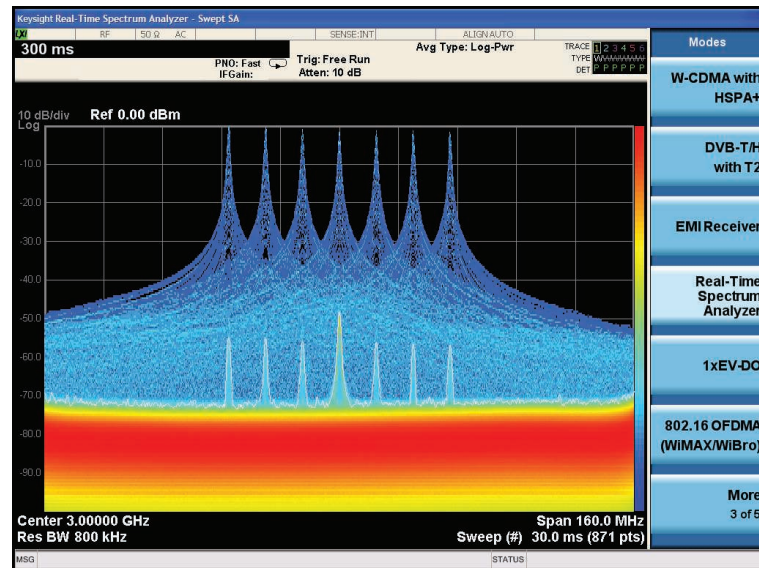 Keysight Real-Time Spectrum Analyzer - Swept SA
LXI RF 50 Ω AC SENSE:INT ALIGN AUTO
300 ms
PNO: Fast
IFGain:
Trig: Free Run
Atten: 10 dB
Avg Type: Log-Pwr
TRACE 1 2 3 4 5 6
TYPE
DET P P P P P P
10 dB/div Ref 0.00 dBm
Log
-10.0
-20.0
-30.0
-40.0
-50.0
-60.0
-70.0
-80.0
-90.0
Center 3.00000 GHz Span 160.0 MHz
Res BW 800 kHz Sweep (#) 30.0 ms (871 pts)
MSG STATUS
Modes
W-CDMA with
HSPA+
DVB-T/H
with T2
EMI Receiver
Real-Time
Spectrum
Analyzer
1xEV-DO
802.16 OFDMA
(WiMAX/WiBro)
More
3 of 5